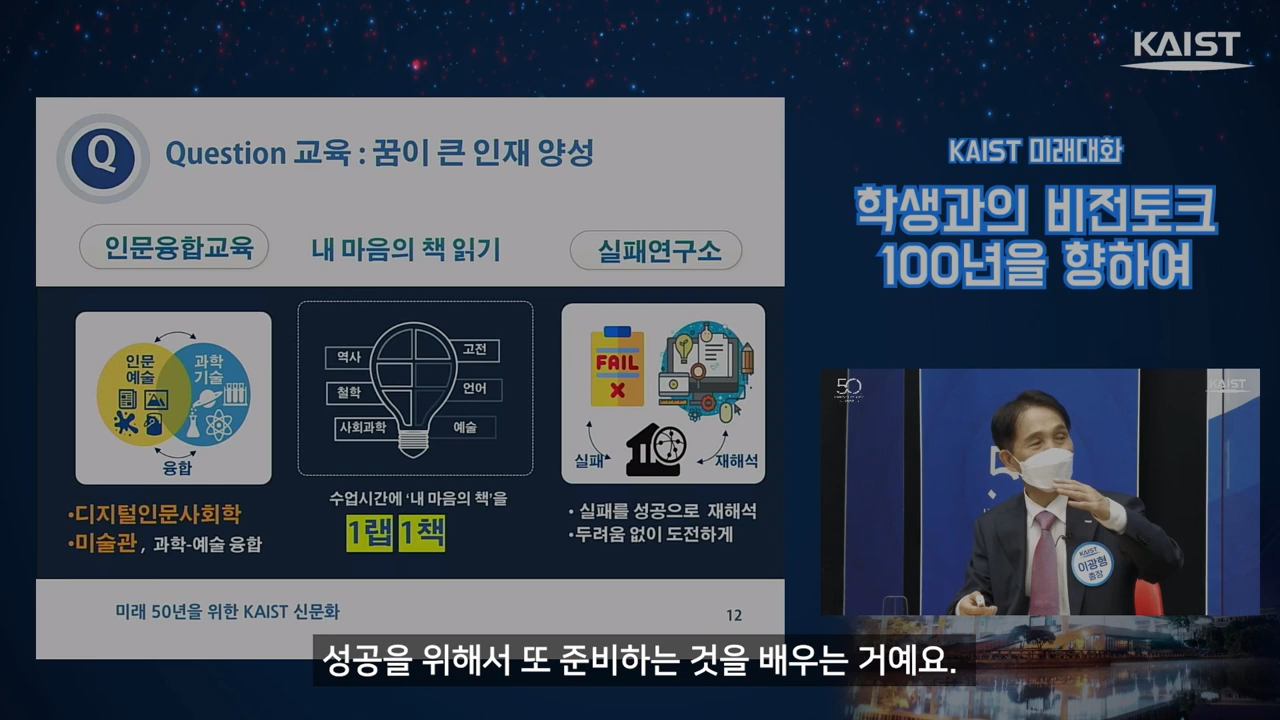 KAIST
Q
Question 교육 : 꿈이 큰 인재 양성
인문융합교육
내 마음의 책 읽기
실패연구소
인문
예술
과학
기술
융합
역사
철학
사회과학
고전
언어
예술
FAIL
X
실패
재해석
•디지털인문사회학
•미술관 , 과학-예술 융합
수업시간에 ‘내 마음의 책’을
1랩 1책
• 실패를 성공으로 재해석
•두려움 없이 도전하게
미래 50년을 위한 KAIST 신문화
12
KAIST 미래대화
학생과의 비전토크
100년을 향하여
50
KAIST
KAIST
이광형
총장
성공을 위해서 또 준비하는 것을 배우는 거예요.